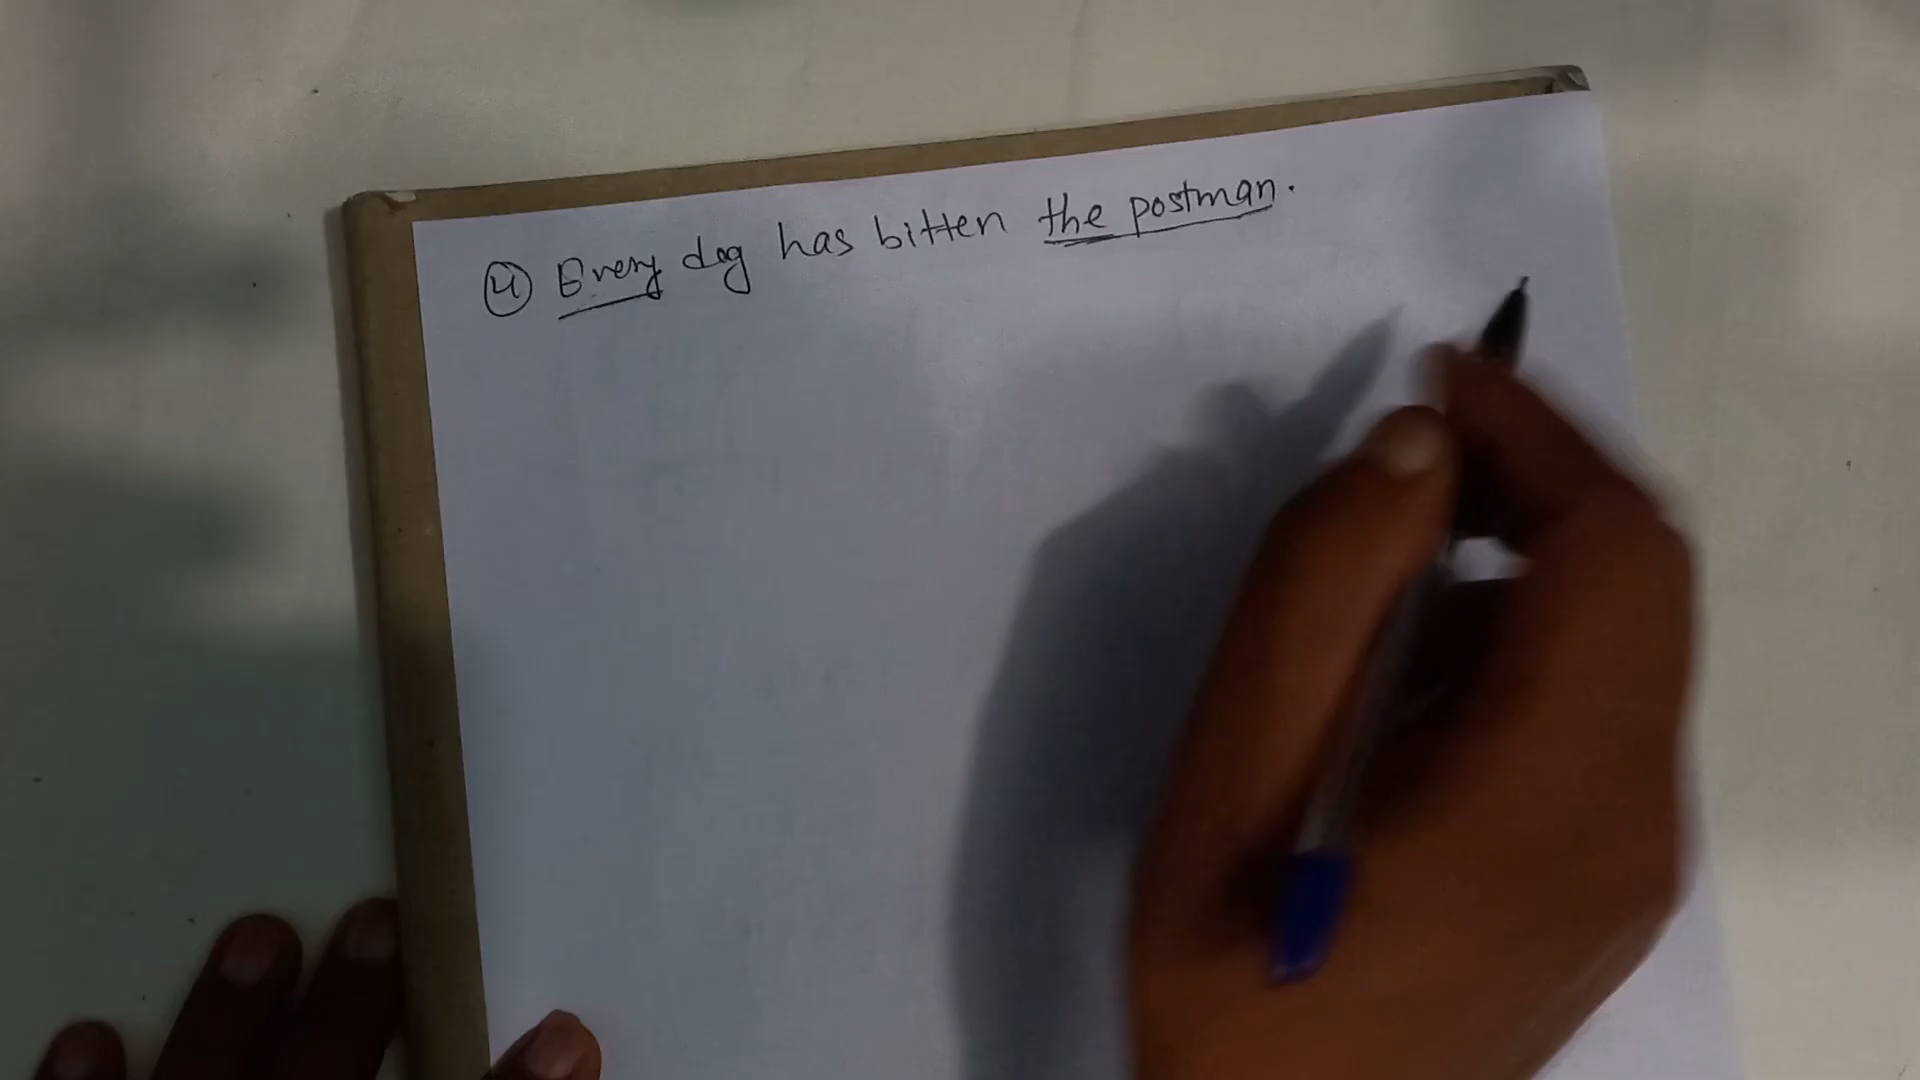 ④ Every dog has bitten the postman.